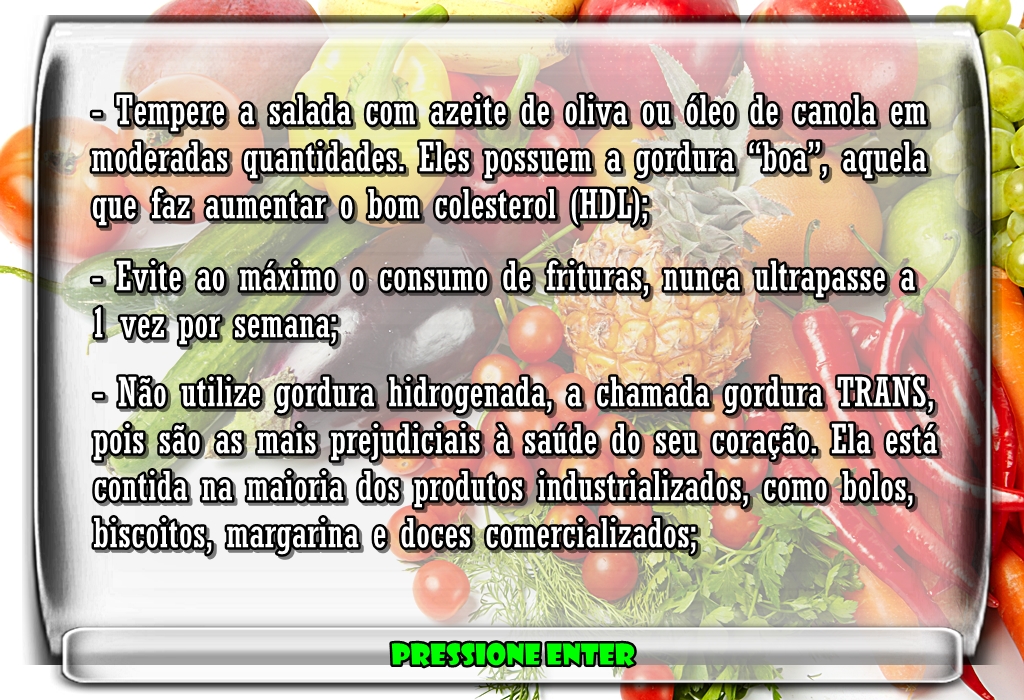 - Tempere a salada com azeite de oliva ou óleo de canola em
moderadas quantidades. Eles possuem a gordura “boa”, aquela
que faz aumentar o bom colesterol (HDL);
- Evite ao máximo o consumo de frituras, nunca ultrapasse a
1 vez por semana;
- Não utilize gordura hidrogenada, a chamada gordura TRANS,
pois são as mais prejudiciais à saúde do seu coração. Ela está
contida na maioria dos produtos industrializados, como bolos,
biscoitos, margarina e doces comercializados;
PRESSIONE ENTER